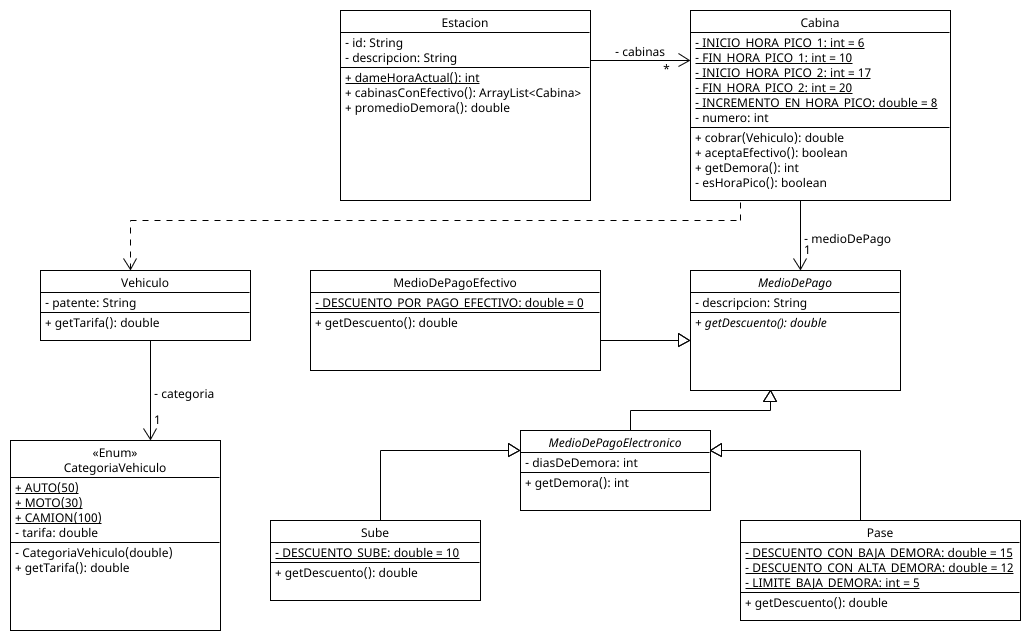 Estacion
- id: String
- descripcion: String
+ dameHoraActual(): int
+ cabinasConEfectivo(): ArrayList<Cabina>
+ promedioDemora(): double
- cabinas
*
Cabina
- INICIO_HORA_PICO_1: int = 6
- FIN_HORA_PICO_1: int = 10
- INICIO_HORA_PICO_2: int = 17
- FIN_HORA_PICO_2: int = 20
- INCREMENTO_EN_HORA_PICO: double = 8
- numero: int
+ cobrar(Vehiculo): double
+ aceptaEfectivo(): boolean
+ getDemora(): int
- esHoraPico(): boolean
- medioDePago
1
Vehiculo
- patente: String
+ getTarifa(): double
MedioDePagoEfectivo
- DESCUENTO_POR_PAGO_EFECTIVO: double = 0
+ getDescuento(): double
MedioDePago
- descripcion: String
+ getDescuento(): double
- categoria
1
«Enum»
CategoriaVehiculo
+ AUTO(50)
+ MOTO(30)
+ CAMION(100)
- tarifa: double
- CategoriaVehiculo(double)
+ getTarifa(): double
MedioDePagoElectronico
- diasDeDemora: int
+ getDemora(): int
Sube
- DESCUENTO_SUBE: double = 10
+ getDescuento(): double
Pase
- DESCUENTO_CON_BAJA_DEMORA: double = 15
- DESCUENTO_CON_ALTA_DEMORA: double = 12
- LIMITE_BAJA_DEMORA: int = 5
+ getDescuento(): double